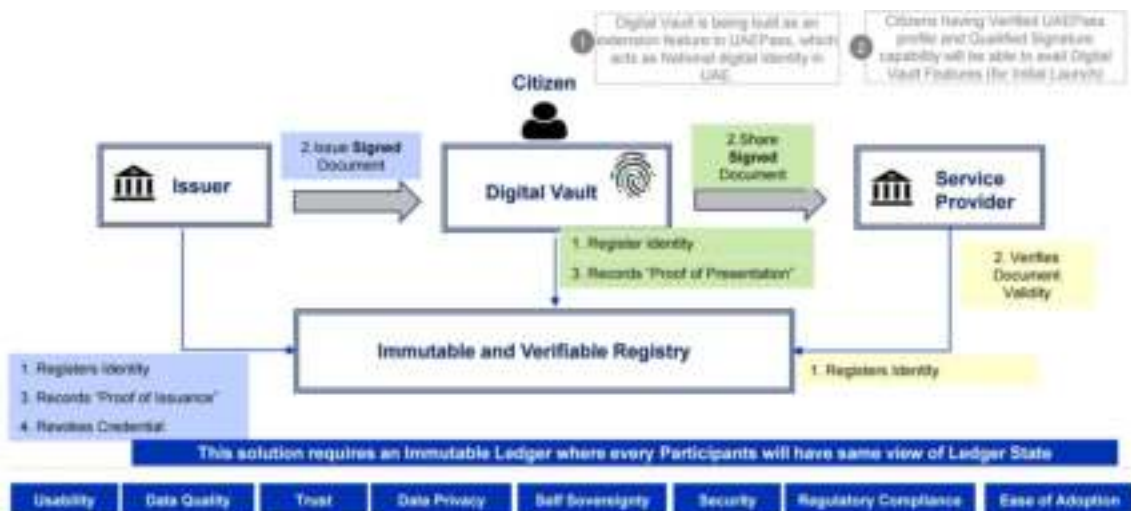 1
Digital Vault is being build as an
extension feature to UAEPass, which
acts as National digital identity in
UAE.
2
Citizens having Verified UAEPass
profile and Qualified Signature
capability will be able to avail Digital
Vault Features (for Initial Launch)
Citizen
2.Issue Signed
Document
2.Share
Signed
Document
Issuer
Digital Vault
Service
Provider
1. Register Identity
3. Records "Proof of Presentation"
2. Verifies
Document
Validity
Immutable and Verifiable Registry
1. Registers Identity
3. Records "Proof of Issuance"
4. Revokes Credential
1. Registers Identity
This solution requires an Immutable Ledger where every Participants will have same view of Ledger State
Usability
Data Quality
Trust
Data Privacy
Self Sovereignty
Security
Regulatory Compliance
Ease of Adoption